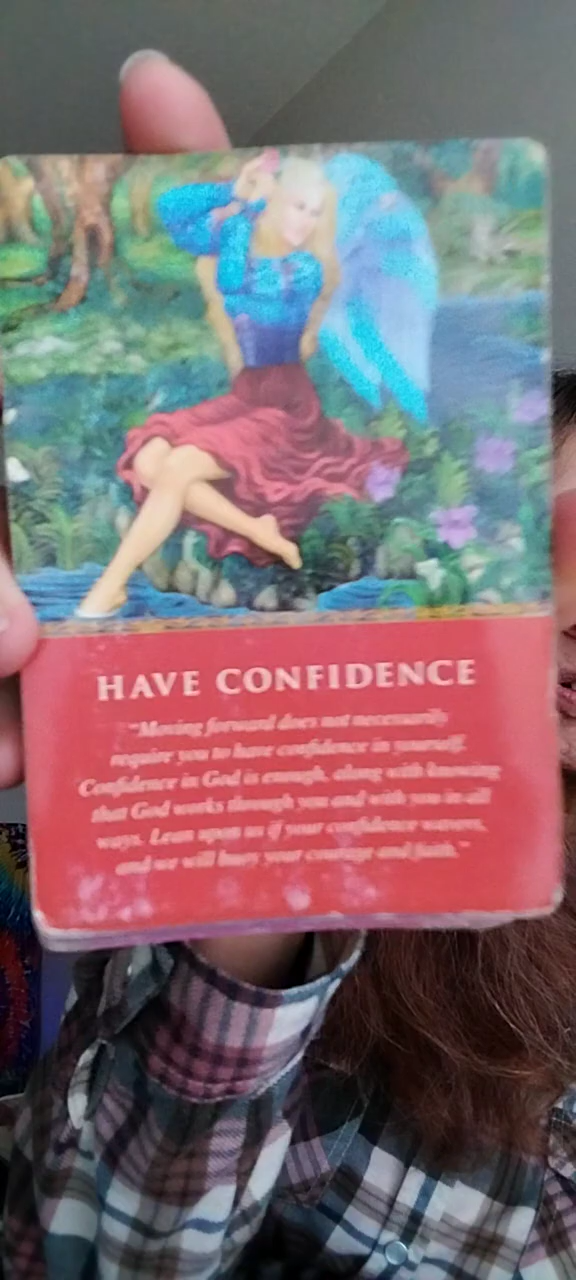 HAVE CONFIDENCE
"Moving forward does not necessarily
require you to have confidence in yourself.
Confidence in God is enough, along with knowing
that God works through you and with you in all
ways. Lean upon us if your confidence wavers,
and we will buoy your courage and faith."